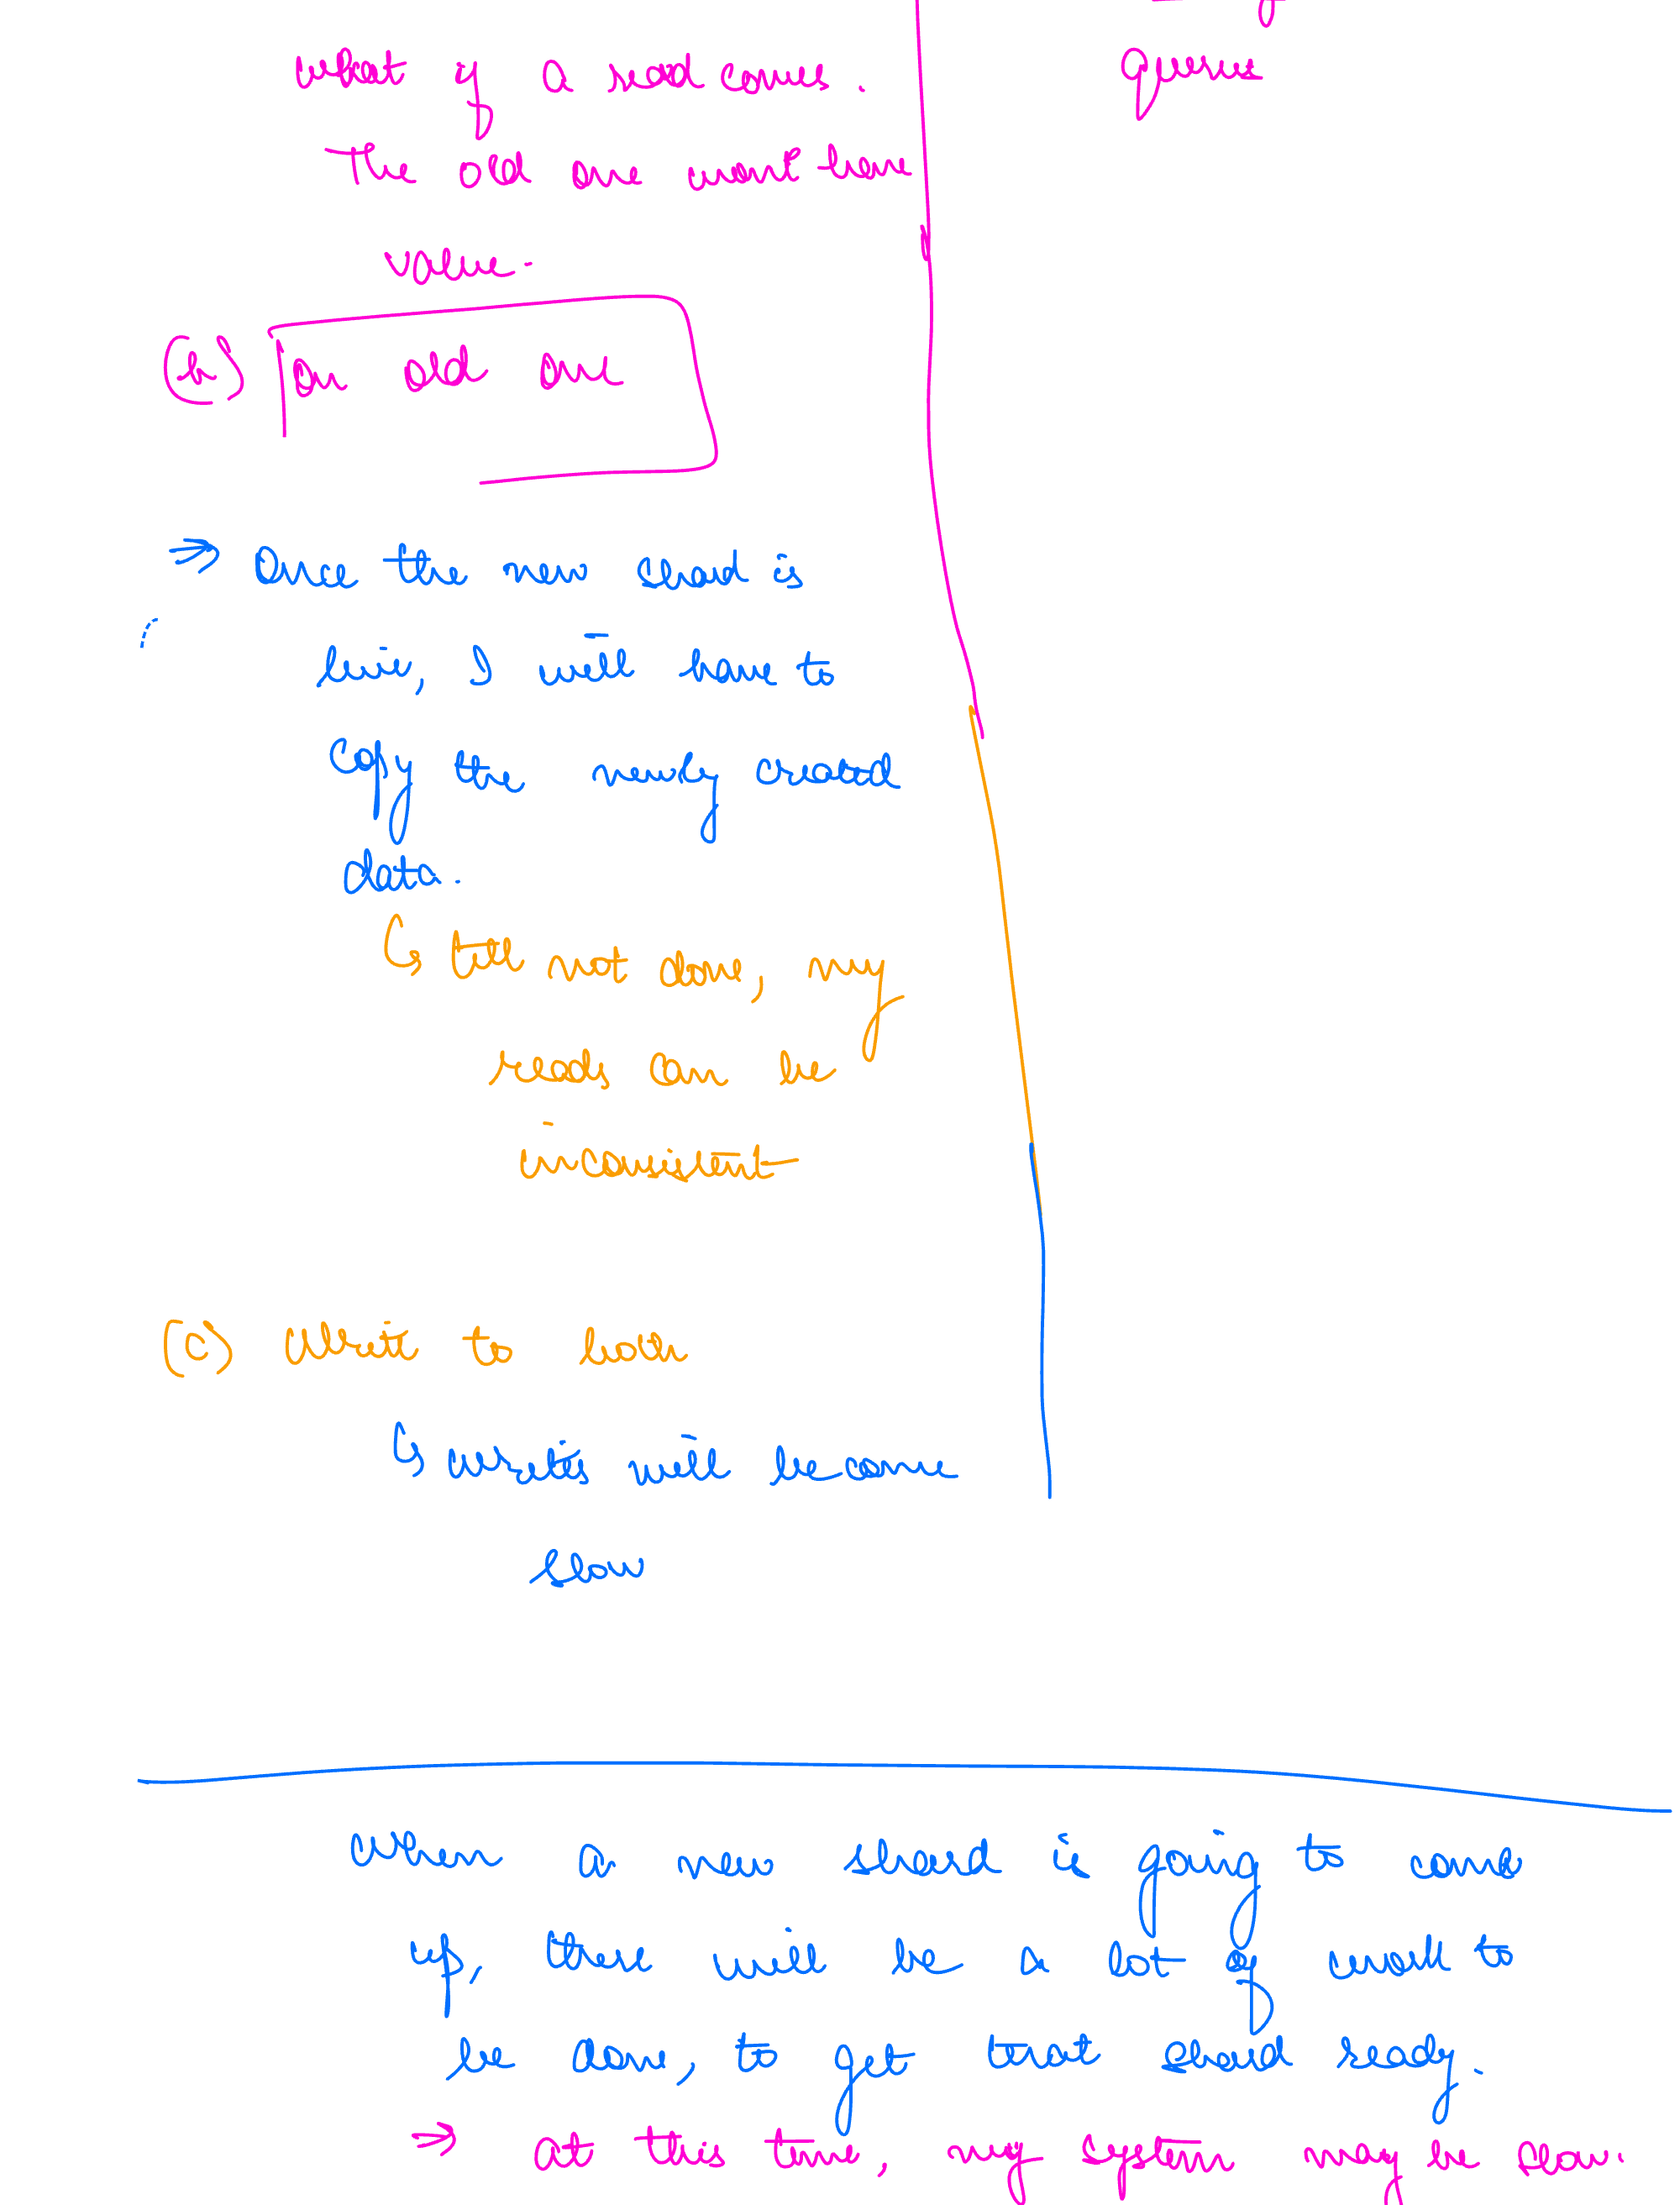 what if a read comes.
The old one wont have
value.
(b) on old one
⇒ Once the new shard is
live, I will have to
copy the newly created
data.
↳ till not done, my
reads can be
inconsistent
(c) Write to both
↳ writes will become
slow
queue
When a new shard is going to come
up, there will be a lot of work to
be done, to get that shard ready.
⇒ at this time, my system may be slow.